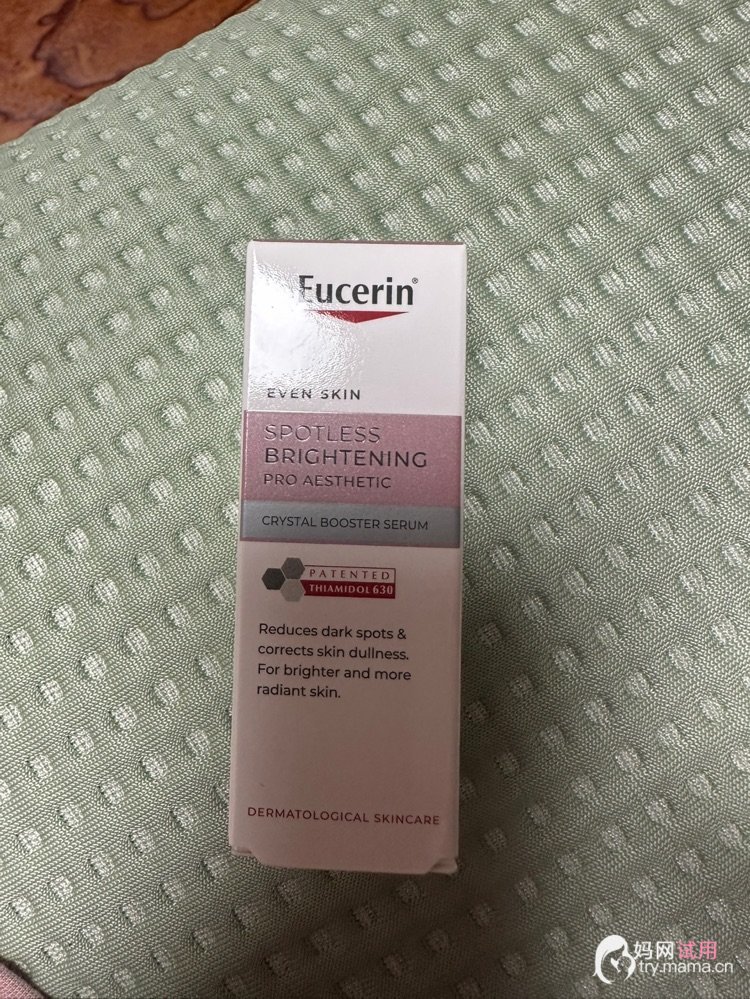 Eucerin®
EVEN SKIN
SPOTLESS
BRIGHTENING
PRO AESTHETIC
CRYSTAL BOOSTER SERUM
PATENTED
THIAMIDOL 630
Reduces dark spots &
corrects skin dullness.
For brighter and more
radiant skin.
DERMATOLOGICAL SKINCARE
妈网试用
try.mama.cn